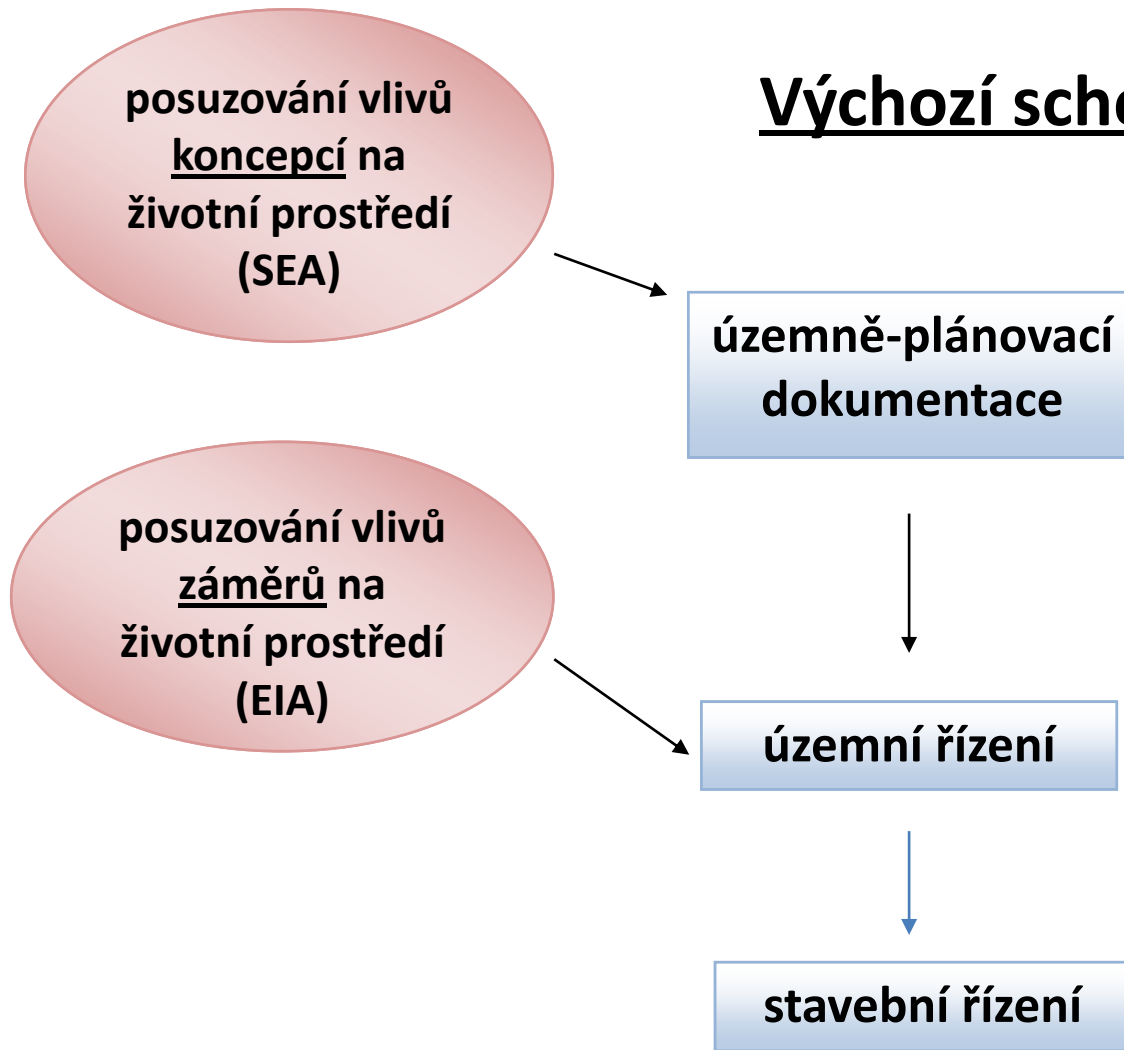 posuzování vlivů
koncepcí na
životní prostředí
(SEA)
Výchozí
územně-plánovací
dokumentace
posuzování vlivů
záměrů na
životní prostředí
(EIA)
územní řízení
stavební řízení